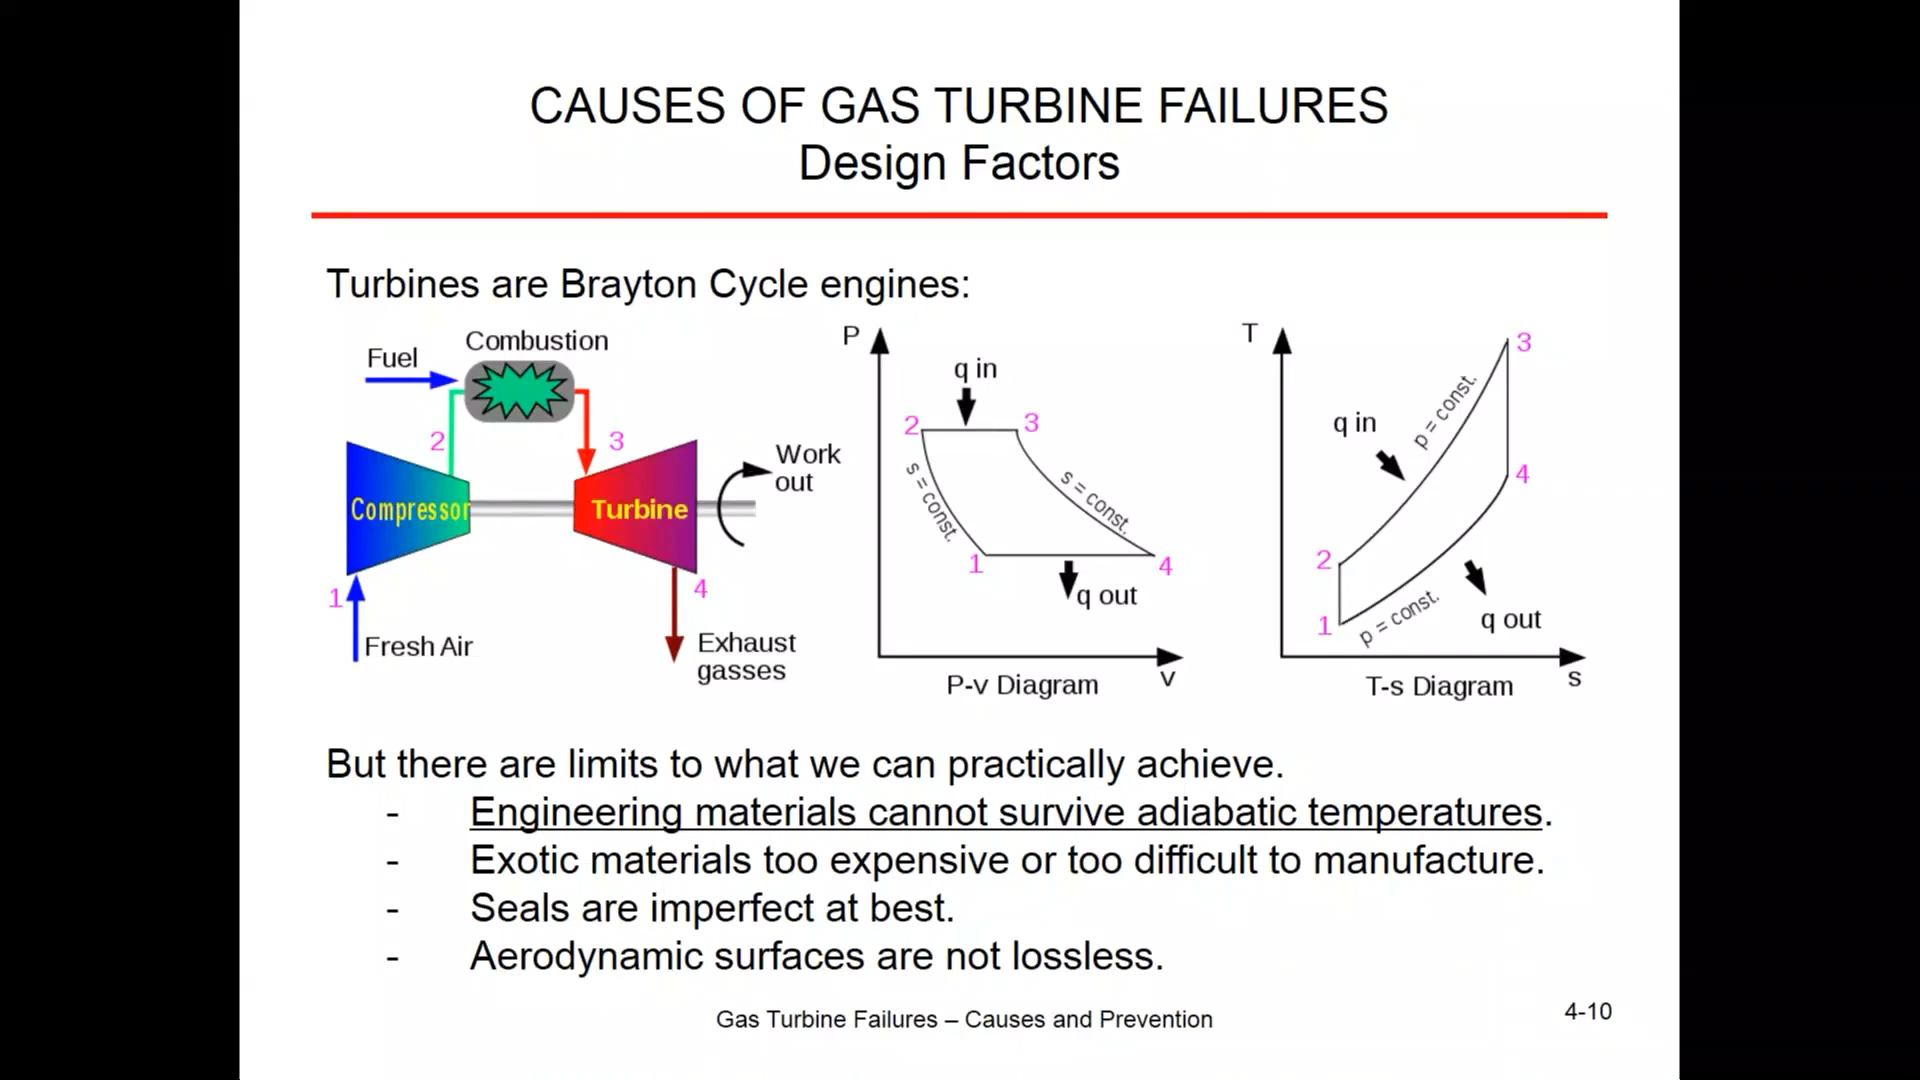 CAUSES OF GAS TURBINE FAILURES
Design Factors
Turbines are Brayton Cycle engines:
Fuel
Combustion
2
3
Compressor
Turbine
Work
out
1
4
Fresh Air
Exhaust
gasses
P
q in
2
3
s = const.
s = const.
1
4
q out
P-v Diagram
v
T
3
p = const.
q in
4
2
1
p = const.
q out
T-s Diagram
s
But there are limits to what we can practically achieve.
- Engineering materials cannot survive adiabatic temperatures.
- Exotic materials too expensive or too difficult to manufacture.
- Seals are imperfect at best.
- Aerodynamic surfaces are not lossless.
Gas Turbine Failures – Causes and Prevention
4-10